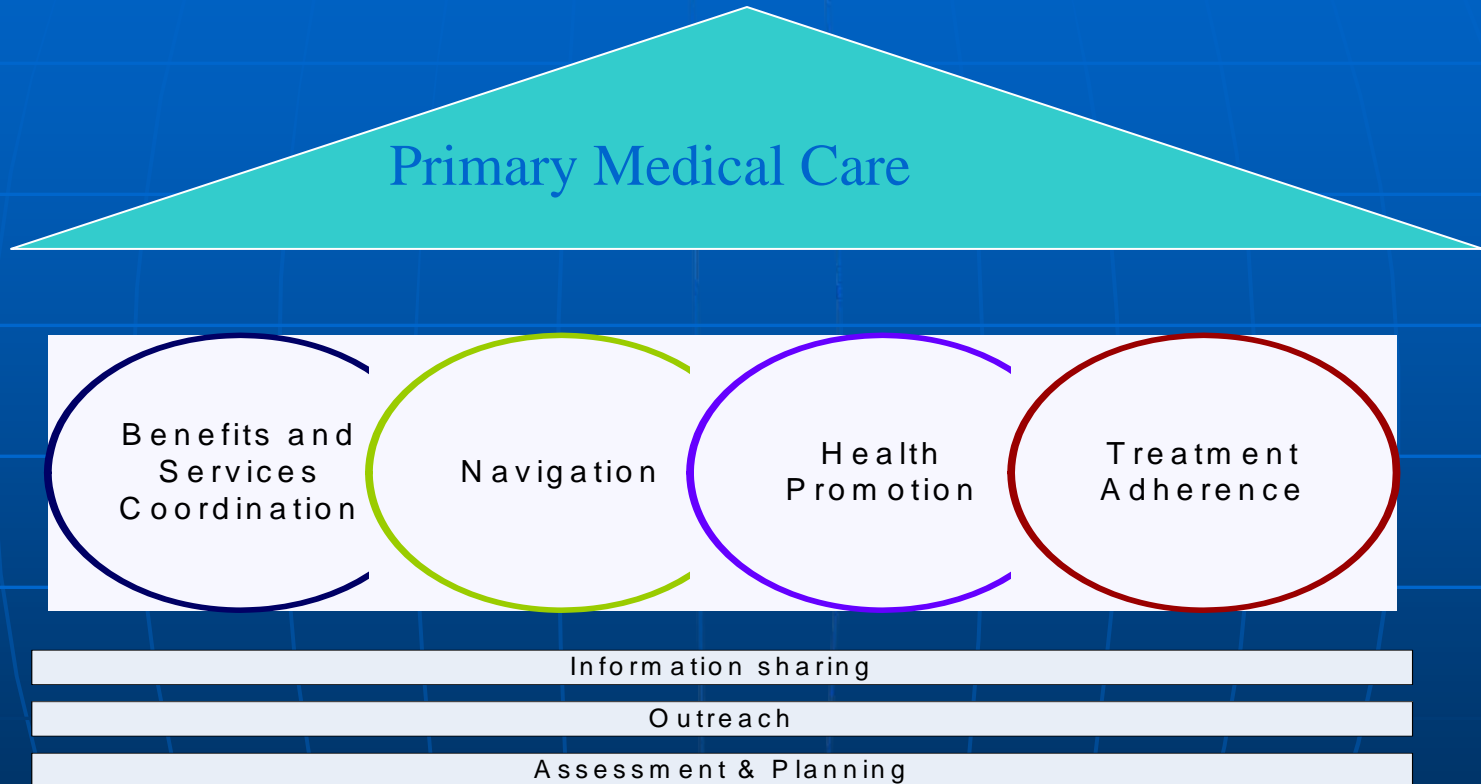 Primary Medical Care
Benefits and
Services
Coordination
Navigation
Health
Promotion
Treatment
Adherence
Information sharing
Outreach
Assessment & Planning